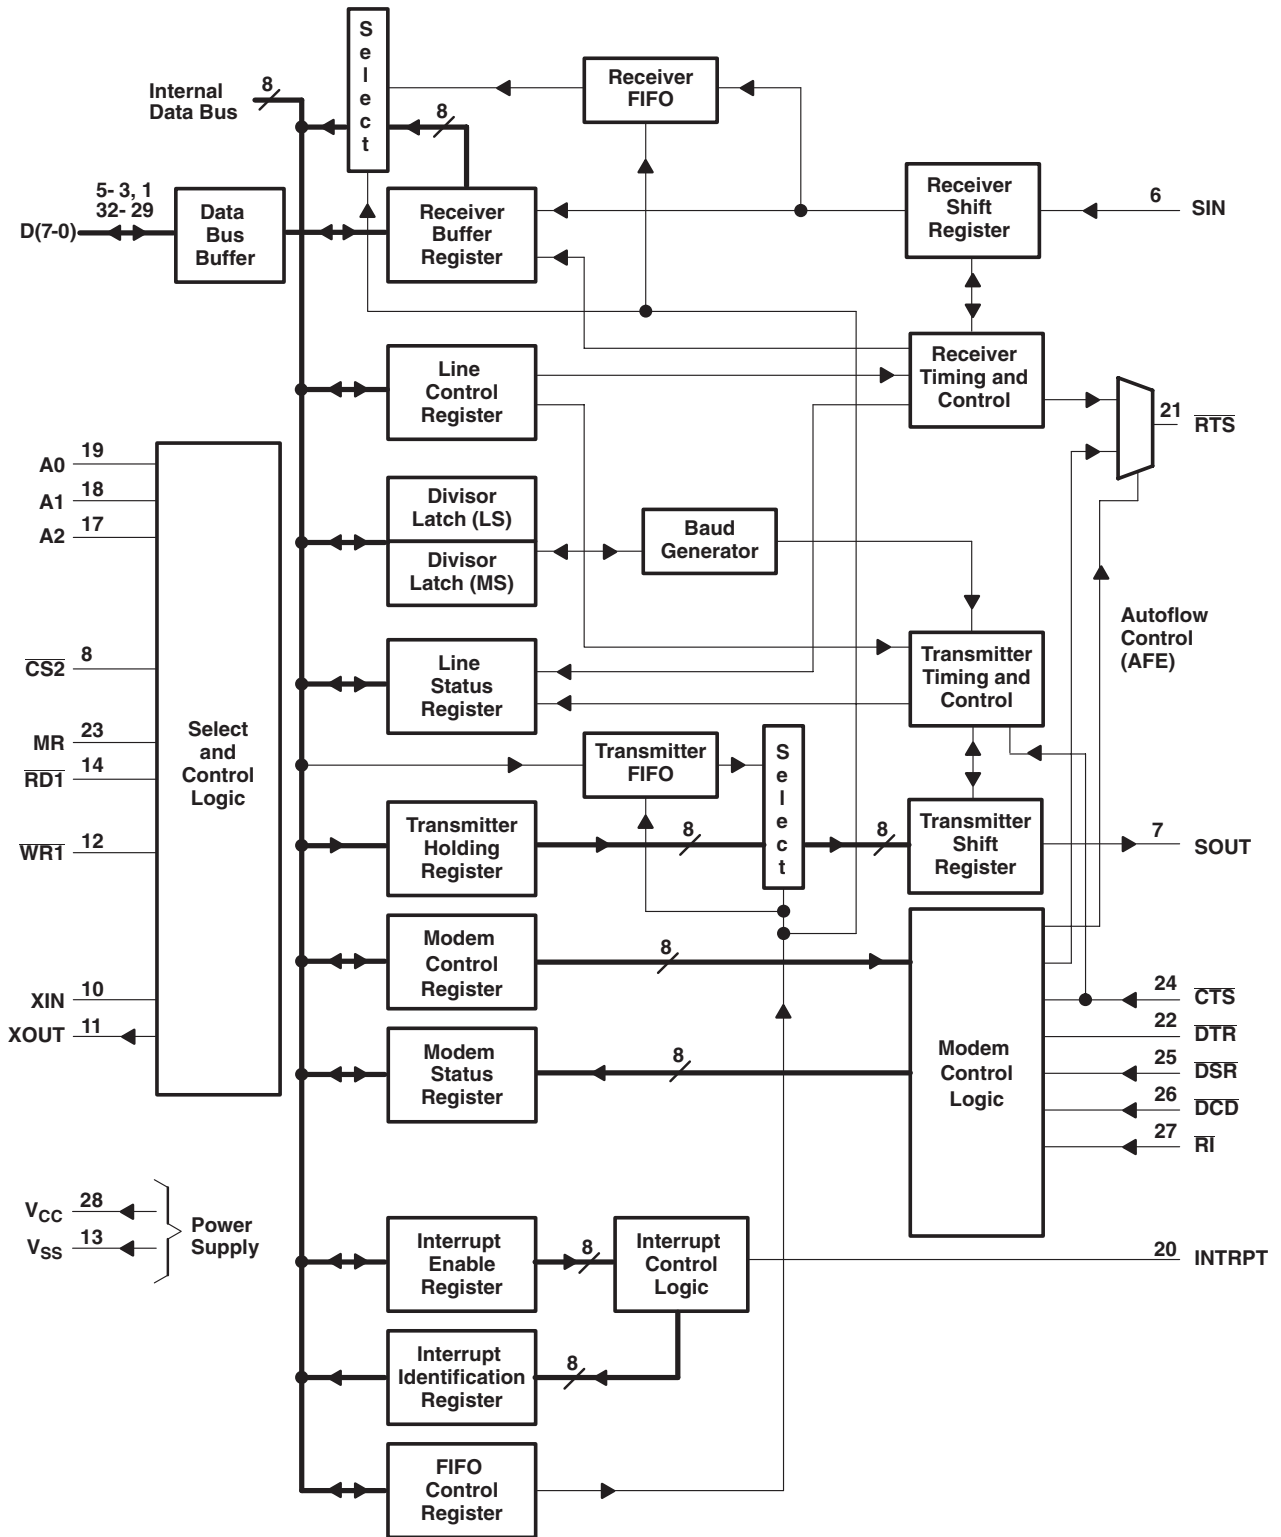 S
e
l
e
c
t
8
Internal
Data Bus
8
Receiver
FIFO
5- 3, 1
32- 29
D(7-0)
Data
Bus
Buffer
Receiver
Buffer
Register
Receiver
Shift
Register
6
SIN
Line
Control
Register
Receiver
Timing and
Control
21
RTS
A0
19
A1
18
A2
17
Divisor
Latch (LS)
Divisor
Latch (MS)
Baud
Generator
Autoflow
Control
(AFE)
CS2
8
Line
Status
Register
Transmitter
Timing and
Control
MR
23
RD1
14
WR1
12
Select
and
Control
Logic
Transmitter
FIFO
S
e
l
e
c
t
Transmitter
Holding
Register
8
8
Transmitter
Shift
Register
7
SOUT
Modem
Control
Register
8
XIN
10
XOUT
11
Modem
Status
Register
8
Modem
Control
Logic
24
CTS
22
DTR
25
DSR
26
DCD
27
RI
VCC
28
VSS
13
Power
Supply
Interrupt
Enable
Register
8
Interrupt
Control
Logic
20
INTRPT
Interrupt
Identification
Register
8
FIFO
Control
Register